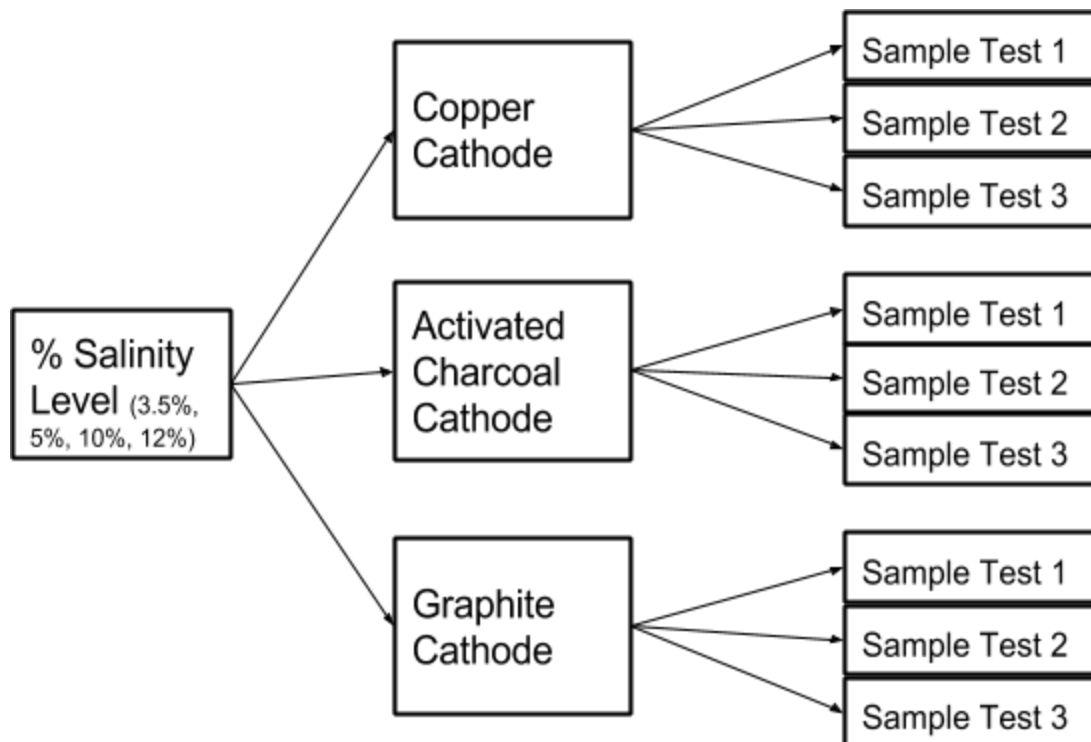 % Salinity
Level (3.5%,
5%, 10%, 12%)
Copper
Cathode
Sample Test 1
Sample Test 2
Sample Test 3
Activated
Charcoal
Cathode
Sample Test 1
Sample Test 2
Sample Test 3
Graphite
Cathode
Sample Test 1
Sample Test 2
Sample Test 3